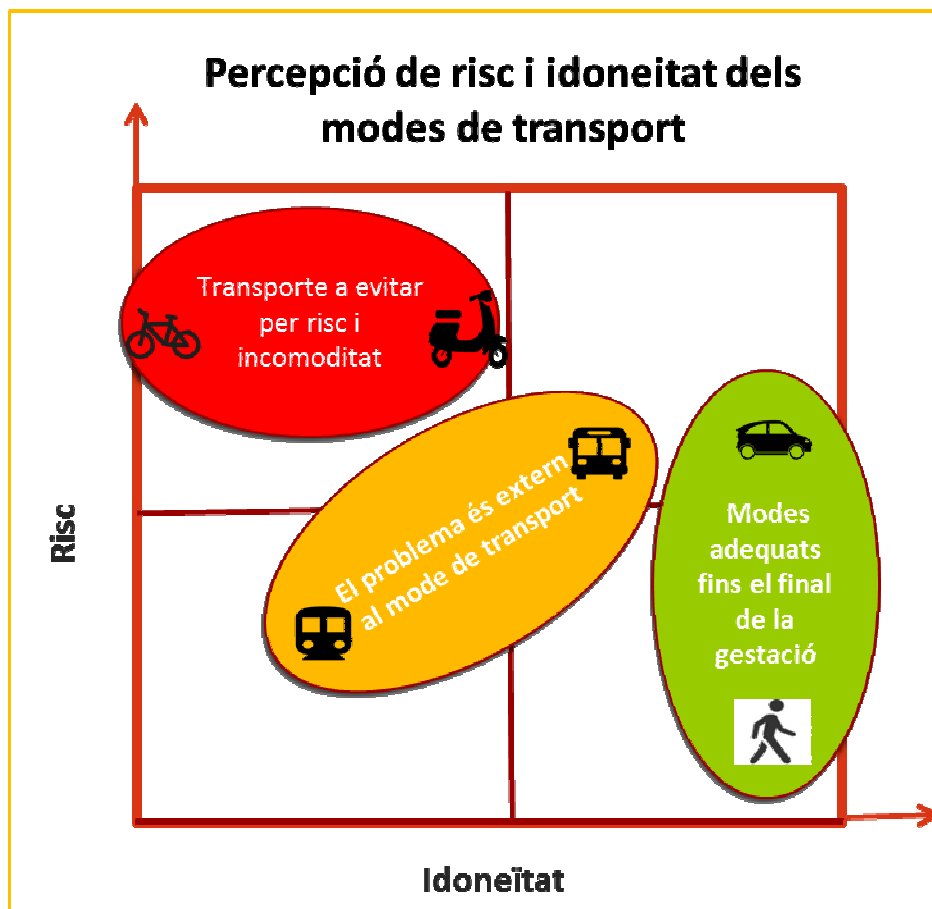 Percepció de risc i idoneitat dels
modes de transport
Transporte a evitar
per risc i
incomoditat
El problema és extern
al mode de transport
Modes
adequats
fins el final
de la
gestació
Risc
Idoneïtat